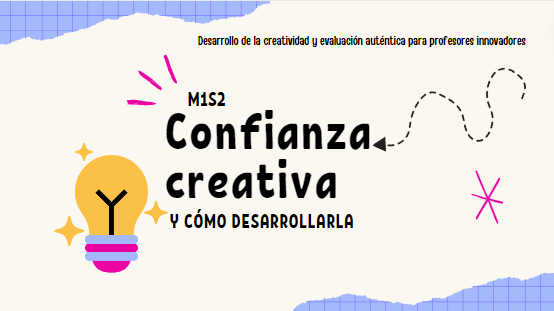 Desarrollo de la creatividad y evaluación auténtica para profesores innovadores
M1S2
Confianza
creativa
Y CÓMO DESARROLLARLA